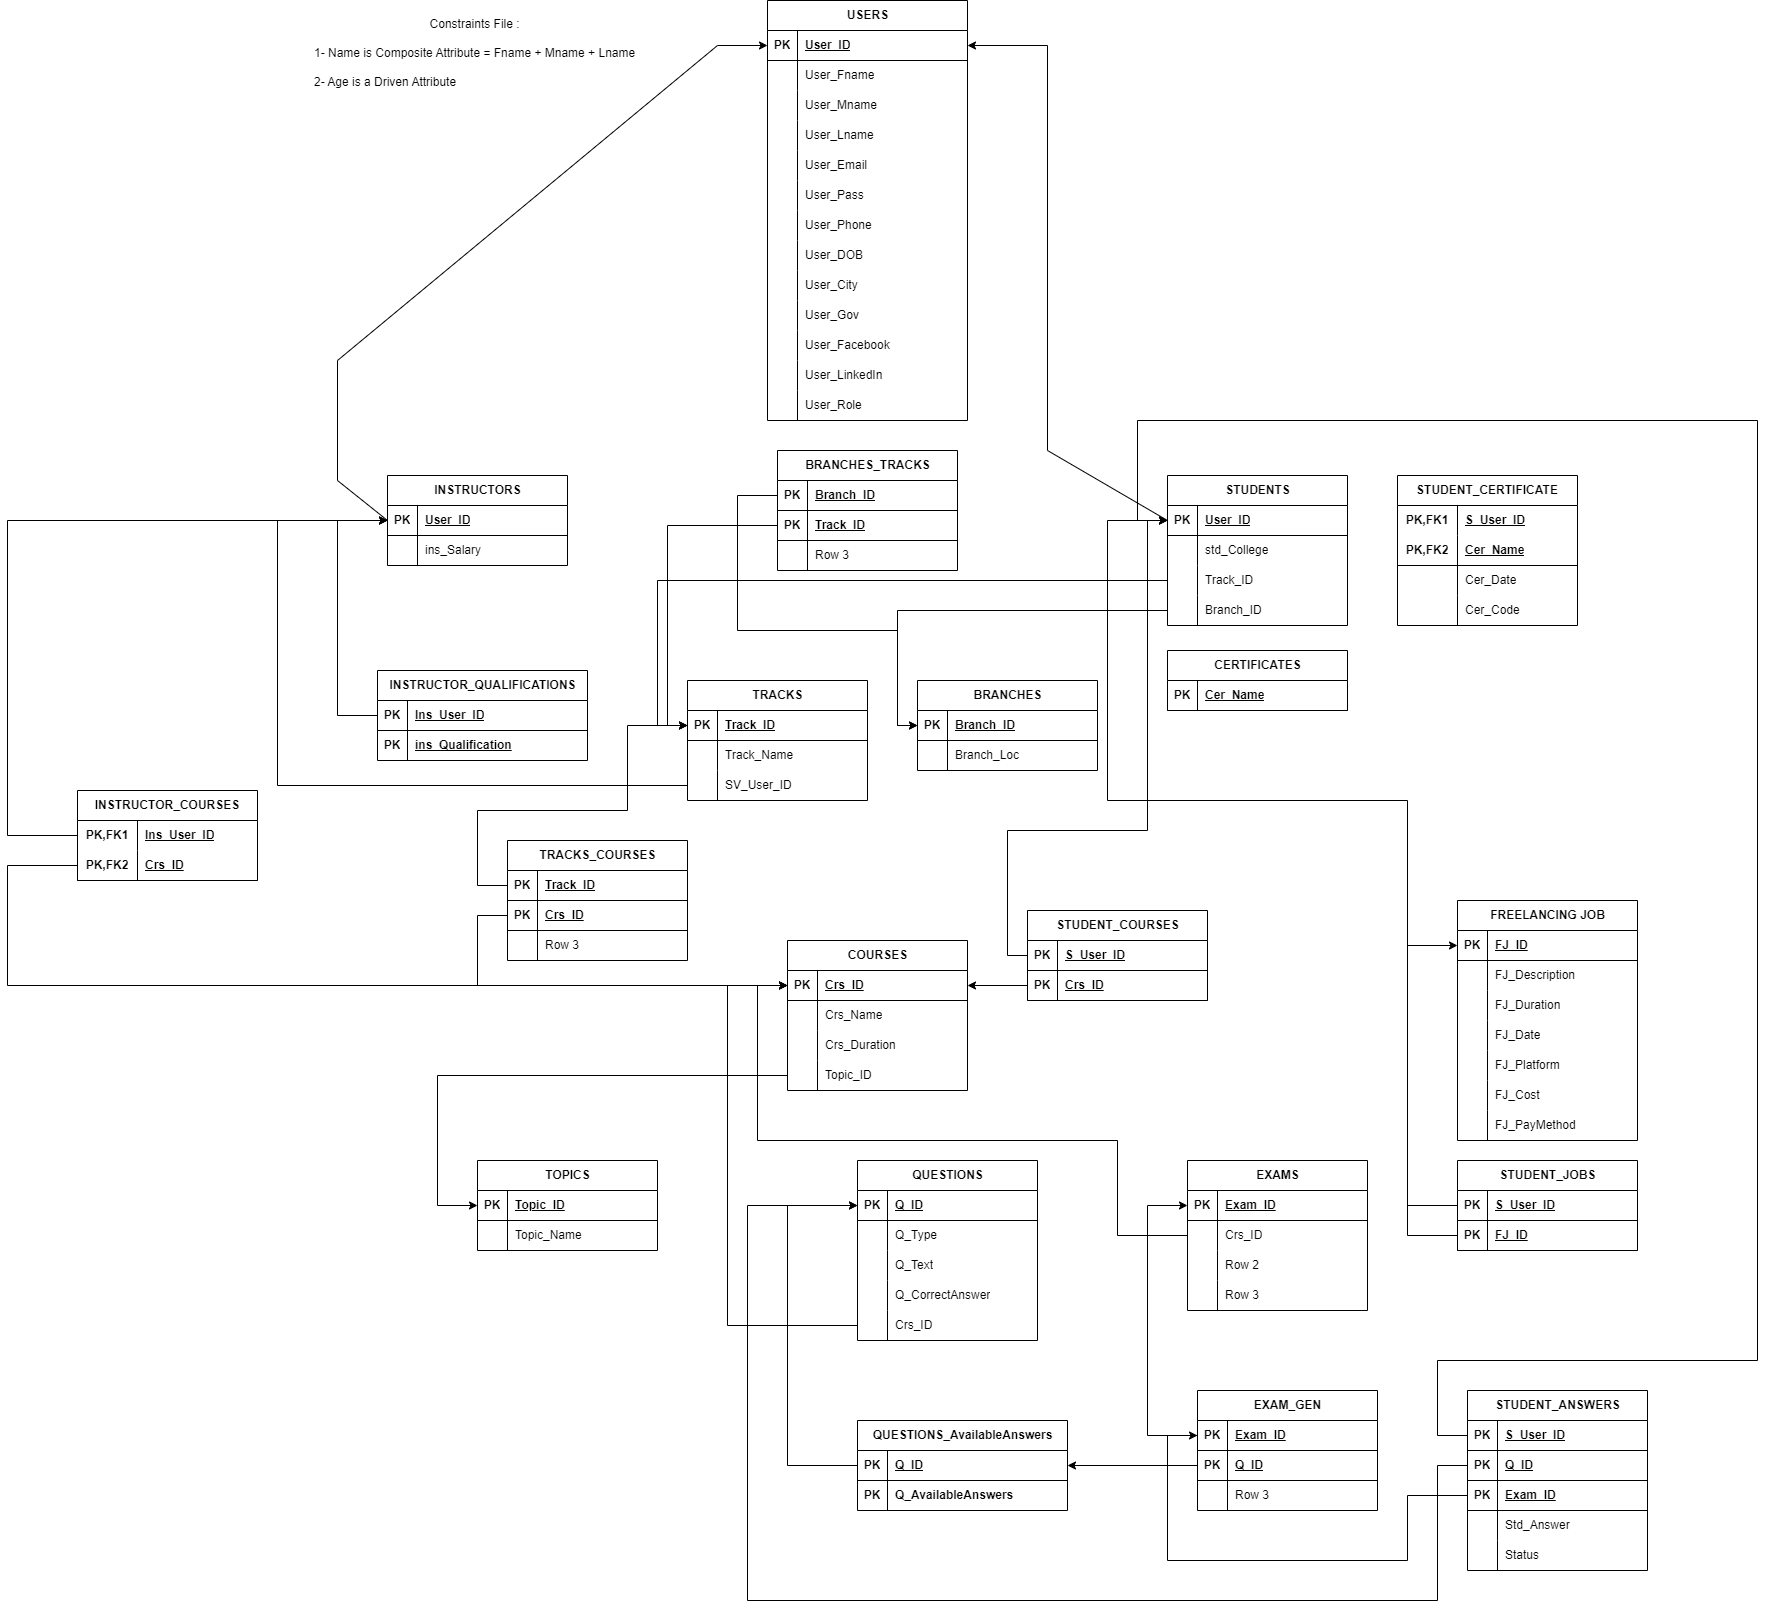 Constraints File :
1- Name is Composite Attribute = Fname + Mname + Lname
2- Age is a Driven Attribute
USERS
PK User_ID
User_Fname
User_Mname
User_Lname
User_Email
User_Pass
User_Phone
User_DOB
User_City
User_Gov
User_Facebook
User_LinkedIn
User_Role
INSTRUCTORS
PK User_ID
ins_Salary
BRANCHES_TRACKS
PK Branch_ID
PK Track_ID
Row 3
STUDENTS
PK User_ID
std_College
Track_ID
Branch_ID
STUDENT_CERTIFICATE
PK,FK1 S_User_ID
PK,FK2 Cer_Name
Cer_Date
Cer_Code
CERTIFICATES
PK Cer_Name
INSTRUCTOR_QUALIFICATIONS
PK Ins_User_ID
PK ins_Qualification
TRACKS
PK Track_ID
Track_Name
SV_User_ID
BRANCHES
PK Branch_ID
Branch_Loc
INSTRUCTOR_COURSES
PK,FK1 Ins_User_ID
PK,FK2 Crs_ID
TRACKS_COURSES
PK Track_ID
PK Crs_ID
Row 3
COURSES
PK Crs_ID
Crs_Name
Crs_Duration
Topic_ID
STUDENT_COURSES
PK S_User_ID
PK Crs_ID
FREELANCING JOB
PK FJ_ID
FJ_Description
FJ_Duration
FJ_Date
FJ_Platform
FJ_Cost
FJ_PayMethod
TOPICS
PK Topic_ID
Topic_Name
QUESTIONS
PK Q_ID
Q_Type
Q_Text
Q_CorrectAnswer
Crs_ID
EXAMS
PK Exam_ID
Crs_ID
Row 2
Row 3
STUDENT_JOBS
PK S_User_ID
PK FJ_ID
QUESTIONS_AvailableAnswers
PK Q_ID
PK Q_AvailableAnswers
EXAM_GEN
PK Exam_ID
PK Q_ID
Row 3
STUDENT_ANSWERS
PK S_User_ID
PK Q_ID
PK Exam_ID
Std_Answer
Status